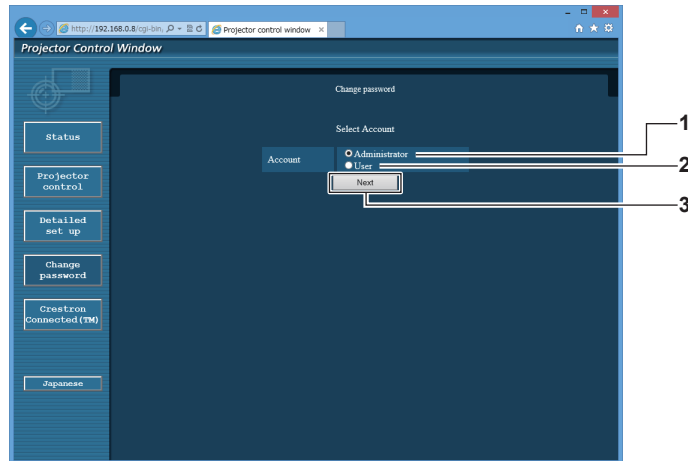 http://192.168.0.8/cgi-bin,
Projector control window
Projector Control Window
Change password
Select Account
Account
Administrator
User
Next
1
2
3
Status
Projector
control
Detailed
set up
Change
password
Crestron
Connected(TM)
Japanese